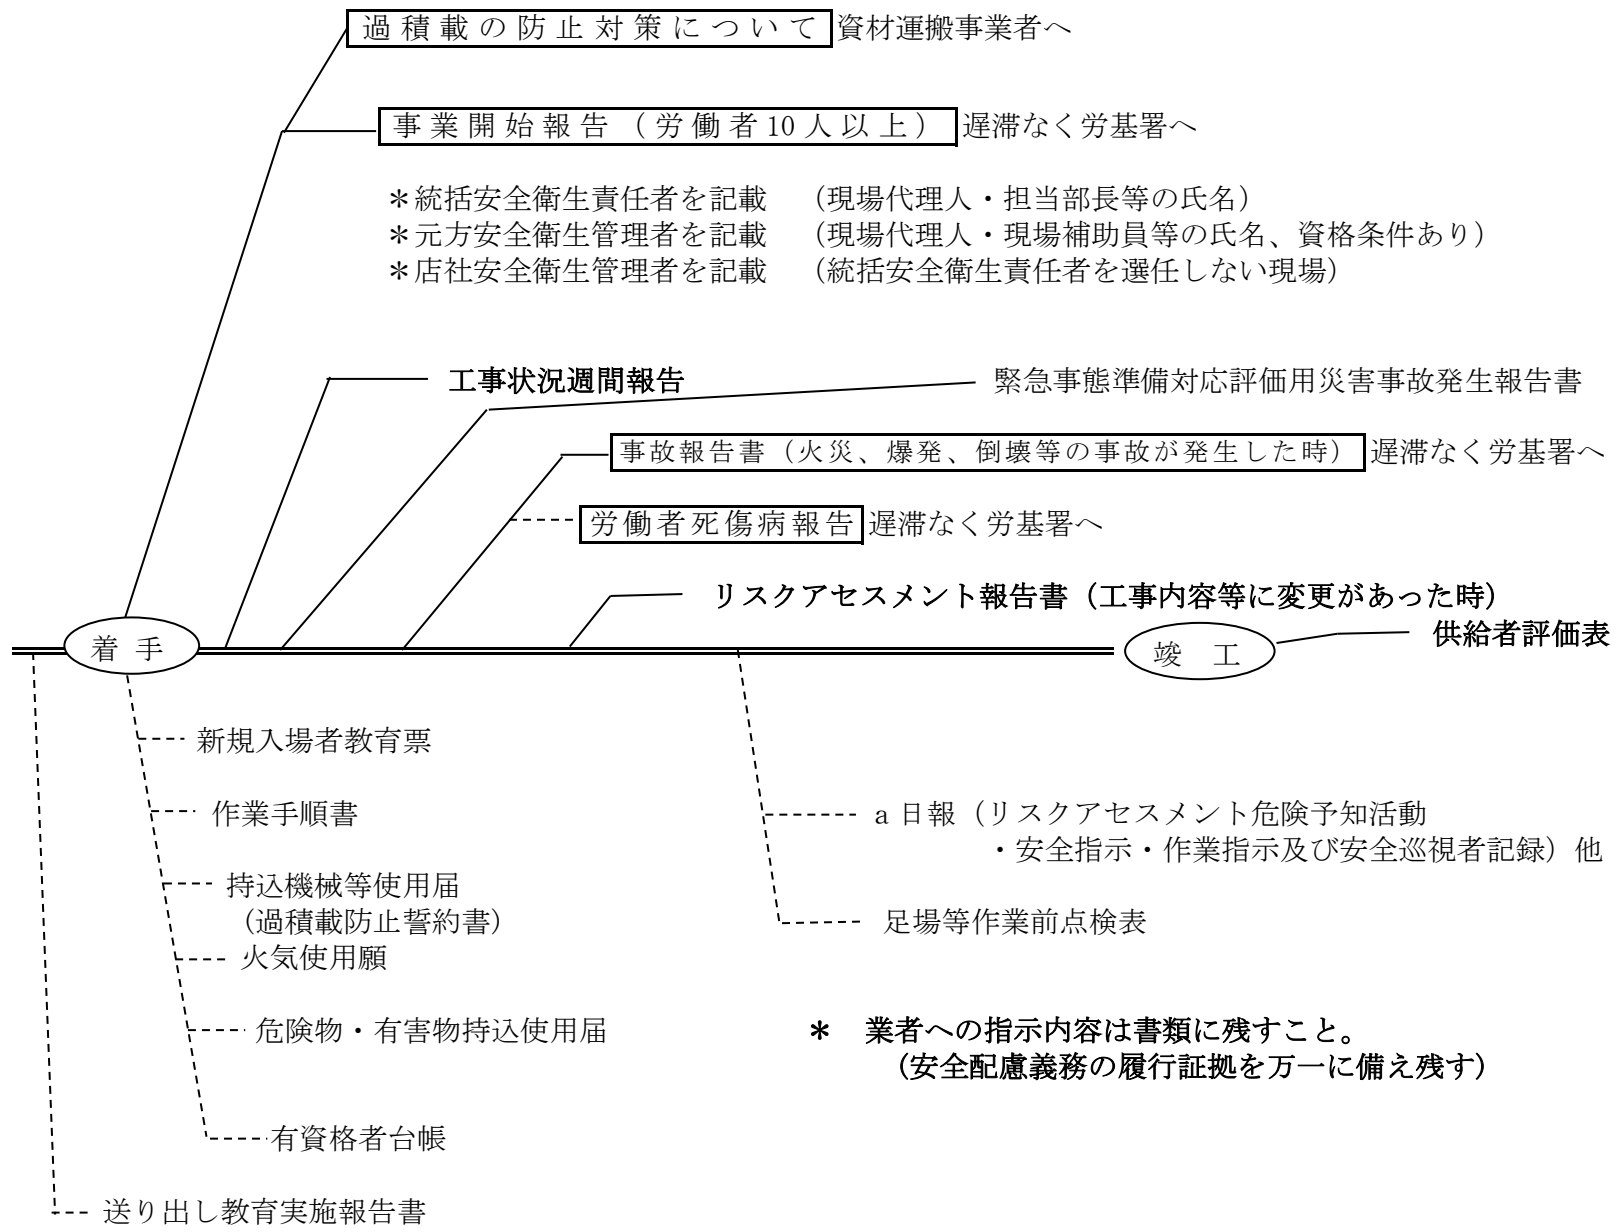 過積載の防止対策について 資材運搬事業者へ
事業開始報告（労働者10人以上） 遅滞なく労基署へ
＊統括安全衛生責任者を記載 （現場代理人・担当部長等の氏名）
＊元方安全衛生管理者を記載 （現場代理人・現場補助員等の氏名、資格条件あり）
＊店社安全衛生管理者を記載 （統括安全衛生責任者を選任しない現場）
工事状況週間報告
緊急事態準備対応評価用災害事故発生報告書
事故報告書（火災、爆発、倒壊等の事故が発生した時） 遅滞なく労基署へ
労働者死傷病報告 遅滞なく労基署へ
リスクアセスメント報告書（工事内容等に変更があった時）
供給者評価表
着手
竣工
新規入場者教育票
作業手順書
持込機械等使用届
（過積載防止誓約書）
火気使用願
危険物・有害物持込使用届
有資格者台帳
送り出し教育実施報告書
a 日報（リスクアセスメント危険予知活動
・安全指示・作業指示及び安全巡視者記録）他
足場等作業前点検表
＊ 業者への指示内容は書類に残すこと。
（安全配慮義務の履行証拠を万一に備え残す）